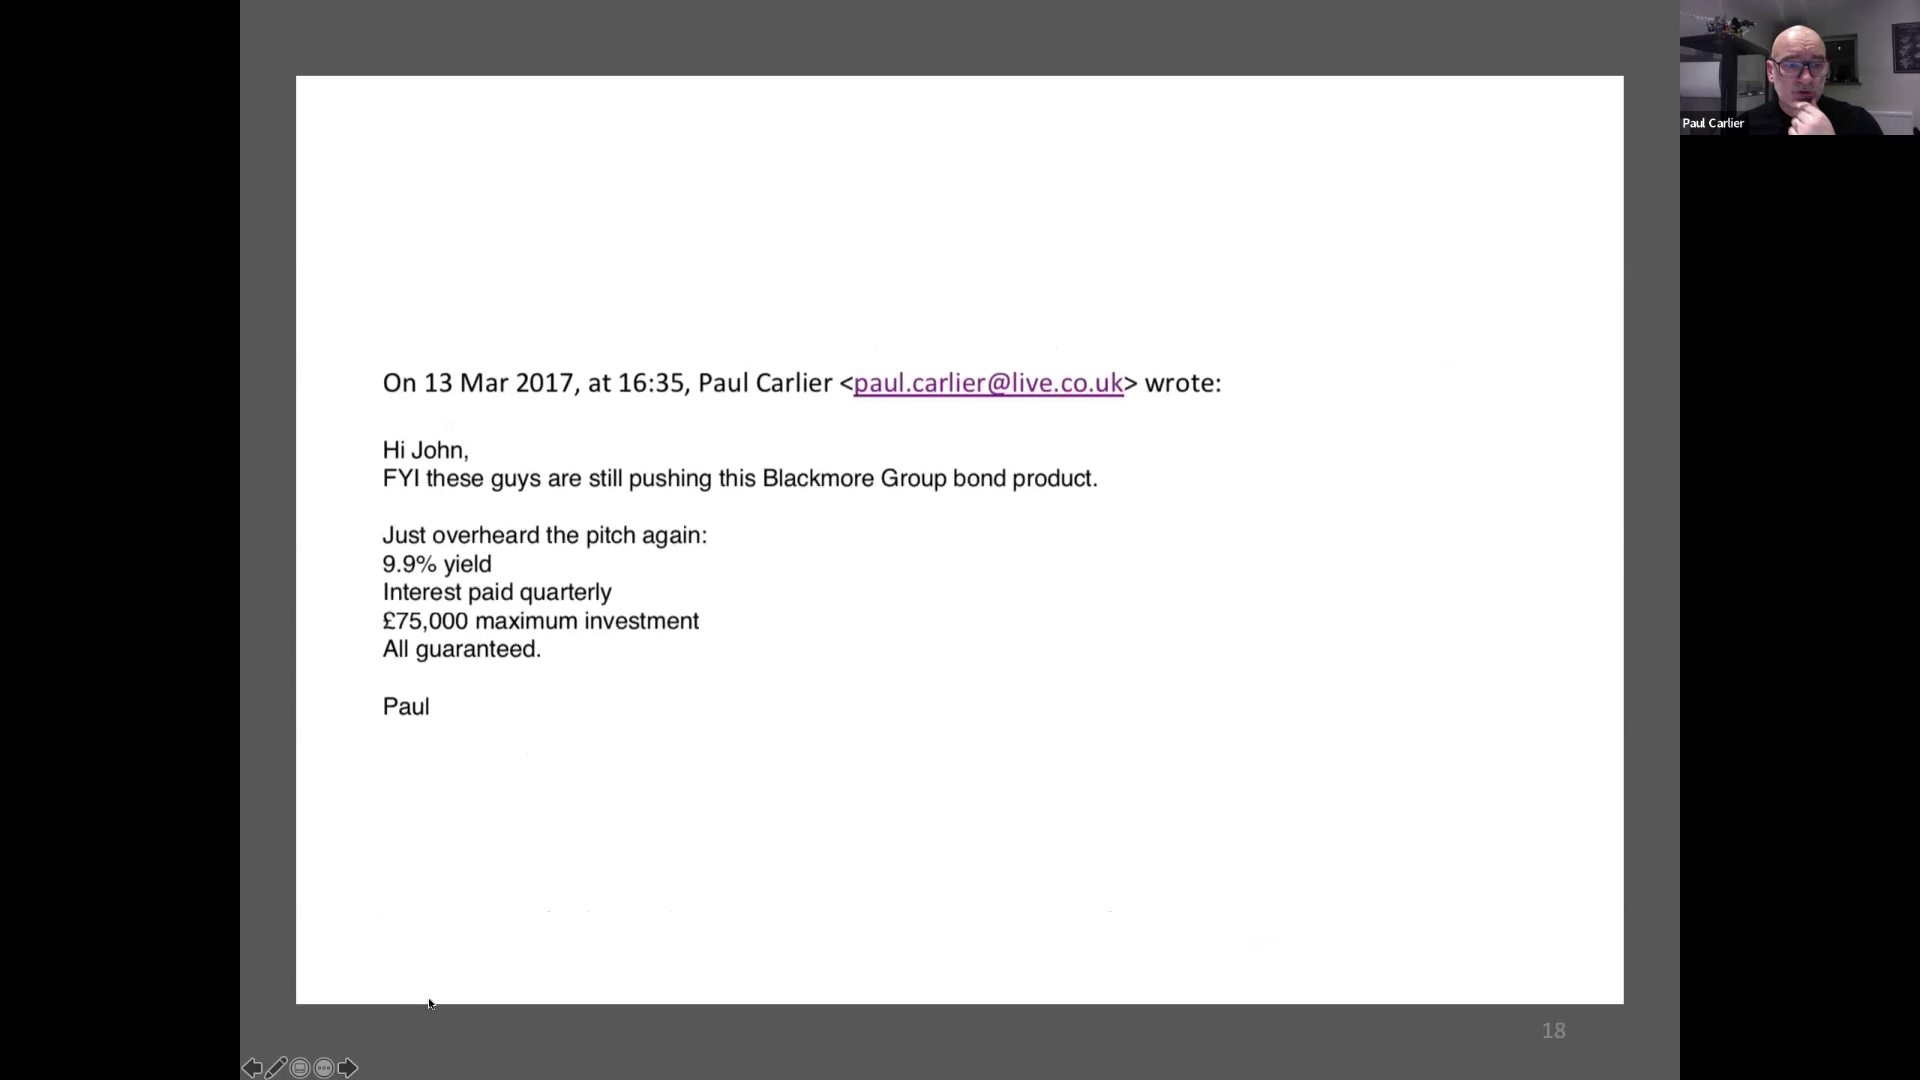 On 13 Mar 2017, at 16:35, Paul Carlier <paul.carlier@live.co.uk> wrote:
Hi John,
FYI these guys are still pushing this Blackmore Group bond product.
Just overheard the pitch again:
9.9% yield
Interest paid quarterly
£75,000 maximum investment
All guaranteed.
Paul
18
Paul Carlier